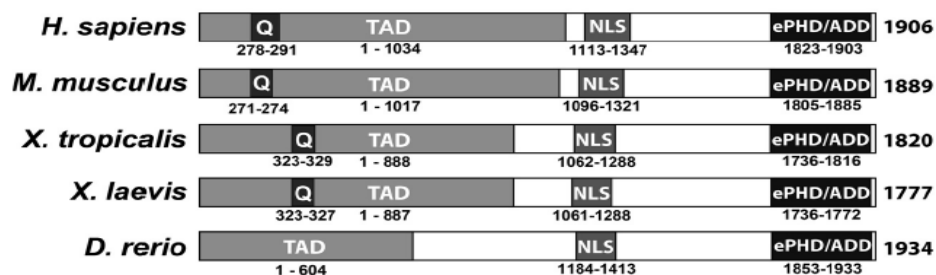 H. sapiens Q TAD NLS ePHD/ADD 1906
278-291 1 - 1034 1113-1347 1823-1903
M. musculus Q TAD NLS ePHD/ADD 1889
271-274 1 - 1017 1096-1321 1805-1885
X. tropicalis Q TAD NLS ePHD/ADD 1820
323-329 1 - 888 1062-1288 1736-1816
X. laevis Q TAD NLS ePHD/ADD 1777
323-327 1 - 887 1061-1288 1736-1772
D. rerio TAD NLS ePHD/ADD 1934
1 - 604 1184-1413 1853-1933